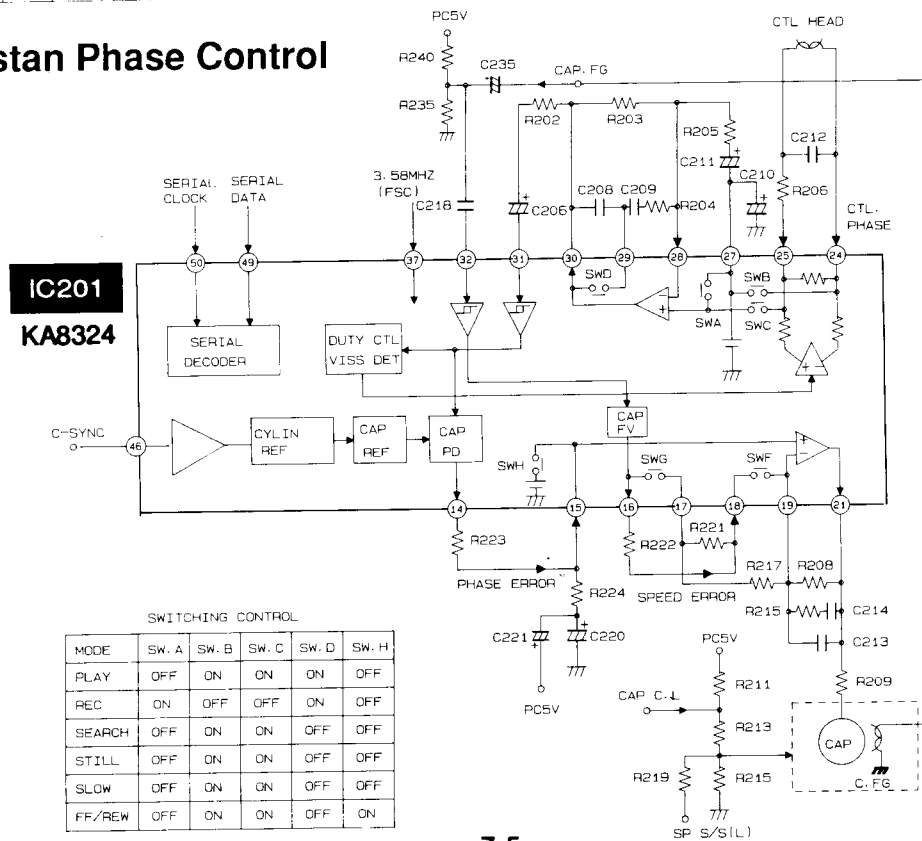 stan Phase Control
PC5V
CTL HEAD
R240
C235
CAP. FG
R235
R202
R203
R205
C212
C211
C210
R206
SERIAL CLOCK
SERIAL DATA
3.58MHZ
(FSC)
C218
C206
C208
C209
R204
CTL.
PHASE
50
49
37
32
31
30
29
28
27
25
24
IC201
KA8324
SWD
SWB
SWA
SWC
SERIAL
DECODER
DUTY CTL
VISS DET
C-SYNC
46
CYLIN
REF
CAP
REF
CAP
PD
CAP
FV
SWH
SWG
SWF
14
15
16
17
18
19
21
R223
R222
R221
R217
R208
PHASE ERROR
R224
SPEED ERROR
R215
C214
C221
C220
C213
PC5V
PC5V
R211
R209
CAP C.L
R213
CAP
R219
R215
C.FG
SP S/S(L)
SWITCHING CONTROL
MODE SW.A SW.B SW.C SW.D SW.H
PLAY OFF ON ON ON OFF
REC ON OFF OFF ON OFF
SEARCH OFF ON ON OFF OFF
STILL OFF ON ON OFF OFF
SLOW OFF ON ON OFF OFF
FF/REW OFF ON ON OFF ON